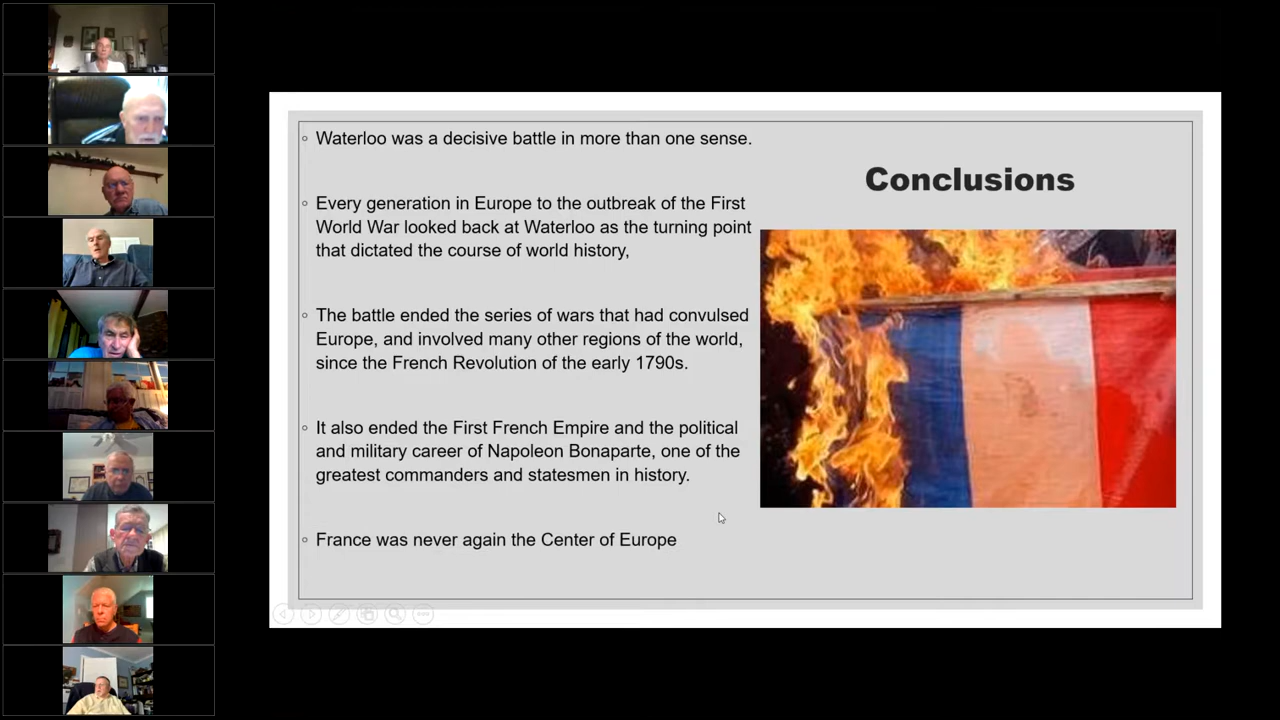 Waterloo was a decisive battle in more than one sense.
Every generation in Europe to the outbreak of the First
World War looked back at Waterloo as the turning point
that dictated the course of world history,
The battle ended the series of wars that had convulsed
Europe, and involved many other regions of the world,
since the French Revolution of the early 1790s.
It also ended the First French Empire and the political
and military career of Napoleon Bonaparte, one of the
greatest commanders and statesmen in history.
France was never again the Center of Europe
Conclusions